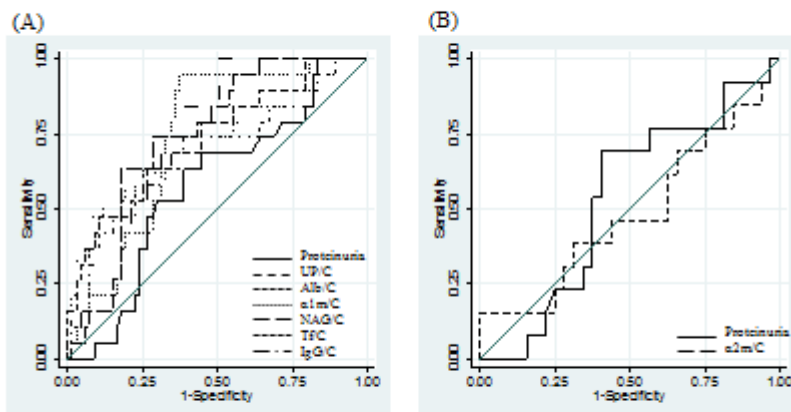 (A)
(B)
1.00
0.75
0.50
0.25
0.00
Sensitivity
0.00 0.25 0.50 0.75 1.00
1-Specificity
Proteinuria
UP/C
Alb/C
α1m/C
NAG/C
Tf/C
IgG/C
1.00
0.75
0.50
0.25
0.00
Sensitivity
0.00 0.25 0.50 0.75 1.00
1-Specificity
Proteinuria
α2m/C